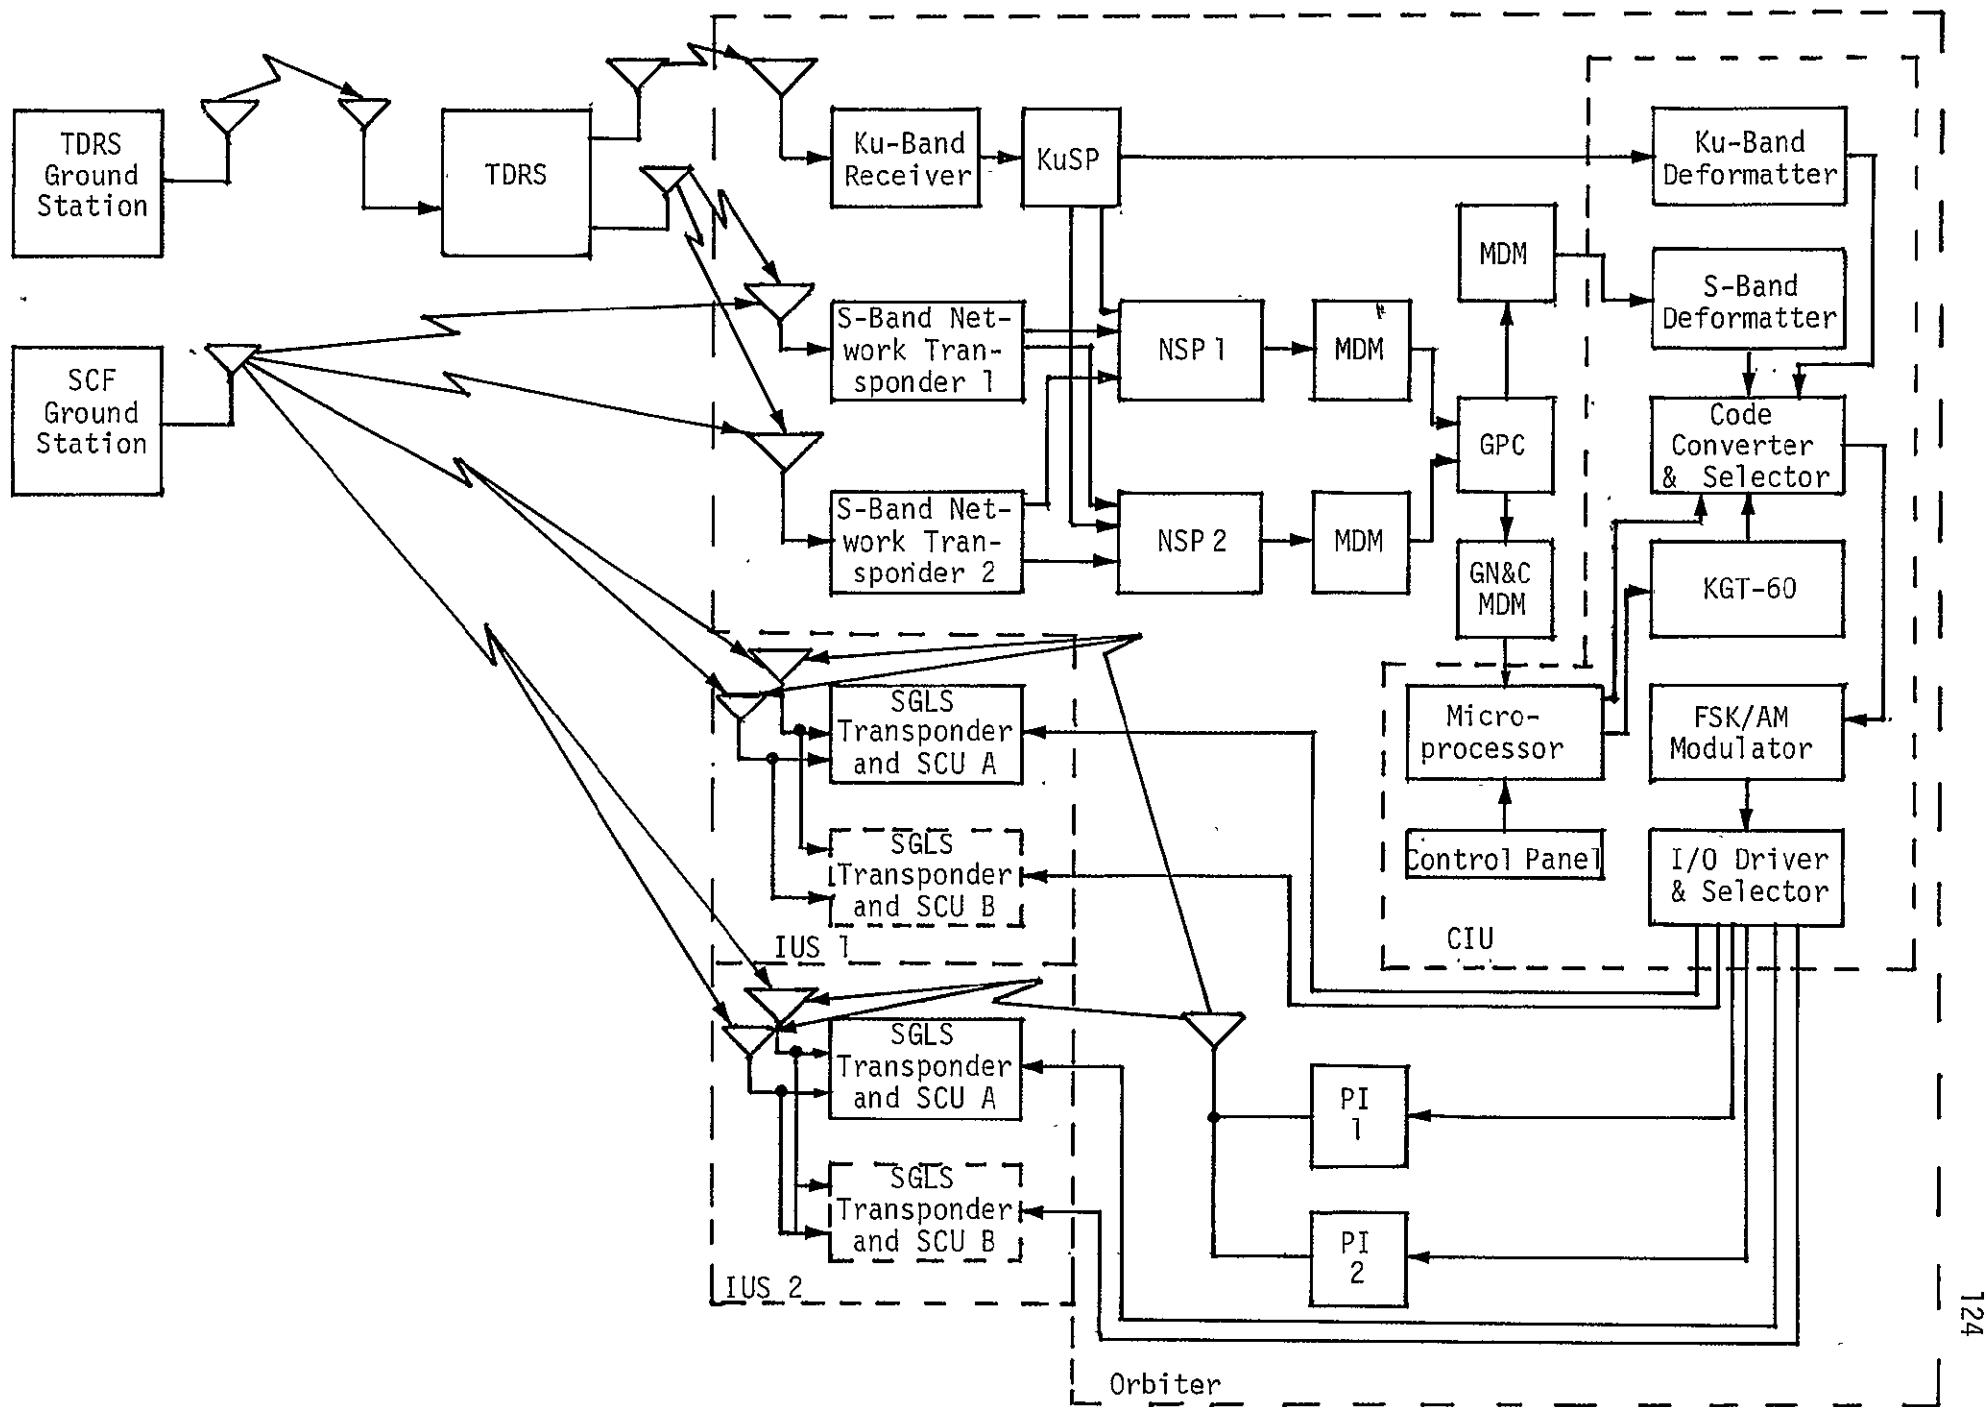 TDRS
Ground
Station
TDRS
Ku-Band
Receiver
KuSP
Ku-Band
Deformatter
MDM
S-Band
Deformatter
SCF
Ground
Station
S-Band Net-
work Tran-
sponder 1
NSP 1
MDM
GPC
Code
Converter
& Selector
S-Band Net-
work Tran-
sponder 2
NSP 2
MDM
GN&C
MDM
KGT-60
SGLS
Transponder
and SCU A
Micro-
processor
FSK/AM
Modulator
SGLS
Transponder
and SCU B
Control Panel
I/O Driver
& Selector
IUS 1
CIU
SGLS
Transponder
and SCU A
PI
1
SGLS
Transponder
and SCU B
PI
2
IUS 2
Orbiter
124